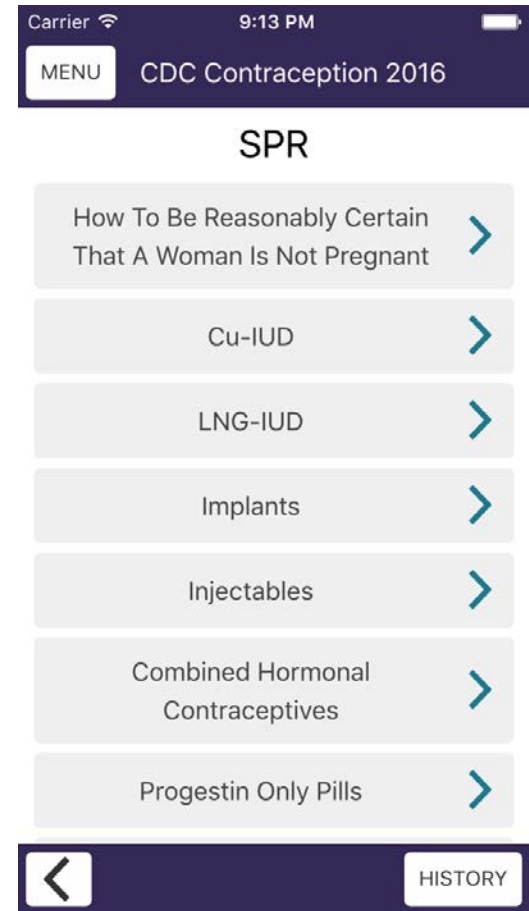 Carrier 9:13 PM
MENU CDC Contraception 2016
SPR
How To Be Reasonably Certain
That A Woman Is Not Pregnant
Cu-IUD
LNG-IUD
Implants
Injectables
Combined Hormonal
Contraceptives
Progestin Only Pills
HISTORY